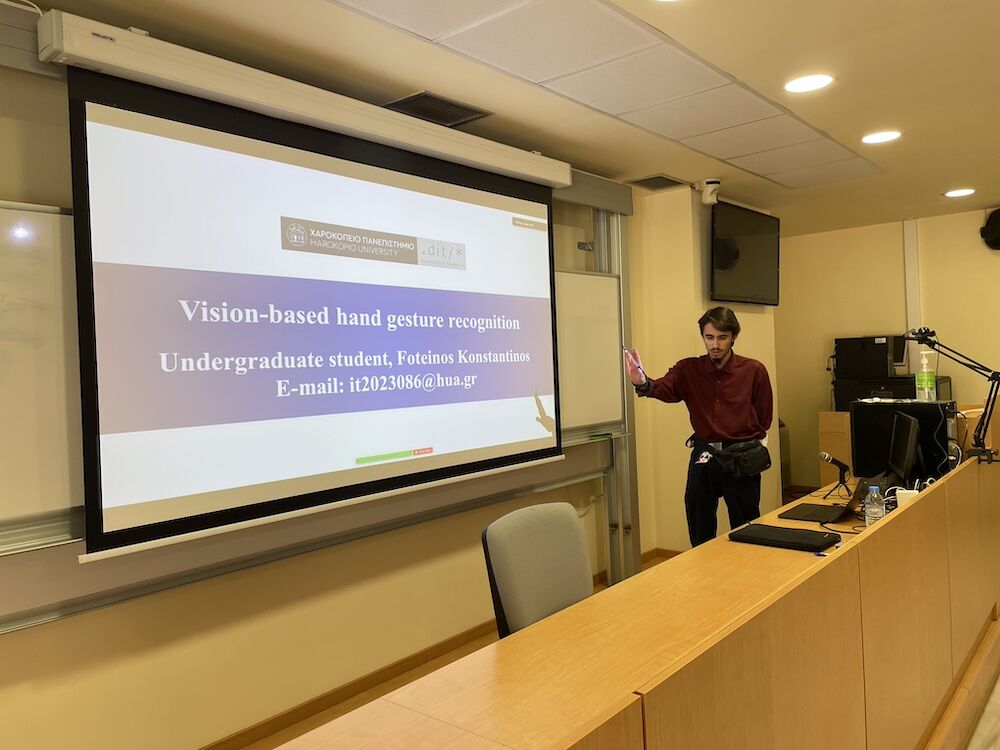 ΧΑΡΟΚΟΠΕΙΟ ΠΑΝΕΠΙΣΤΗΜΙΟ
HAROKOPIO UNIVERSITY
.dit/*
Vision-based hand gesture recognition
Undergraduate student, Foteinos Konstantinos
E-mail: it2023086@hua.gr